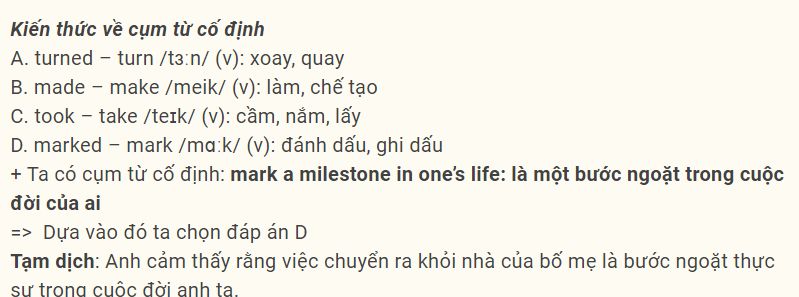 Kiến thức về cụm từ cố định
A. turned – turn /tɜːn/ (v): xoay, quay
B. made – make /meik/ (v): làm, chế tạo
C. took – take /teɪk/ (v): cầm, nắm, lấy
D. marked – mark /mɑːk/ (v): đánh dấu, ghi dấu
+ Ta có cụm từ cố định: mark a milestone in one’s life: là một bước ngoặt trong cuộc
đời của ai
=> Dựa vào đó ta chọn đáp án D
Tạm dịch: Anh cảm thấy rằng việc chuyển ra khỏi nhà của bố mẹ là bước ngoặt thực
sự trong cuộc đời anh ta.